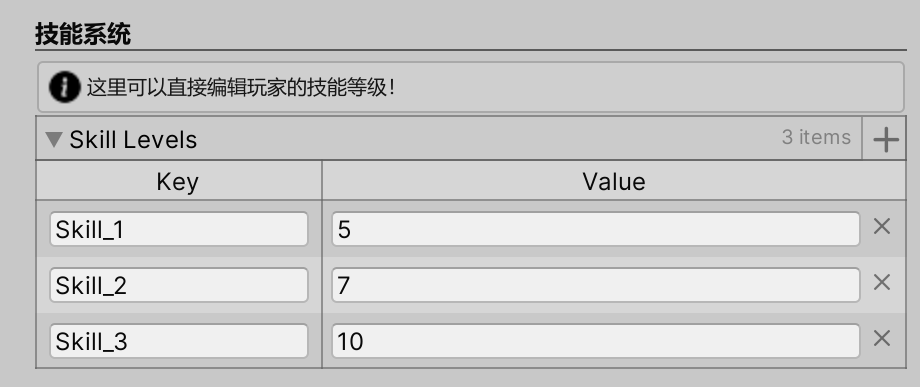 技能系统
这里可以直接编辑玩家的技能等级！
Skill Levels 3 items
Key Value
Skill_1 5
Skill_2 7
Skill_3 10